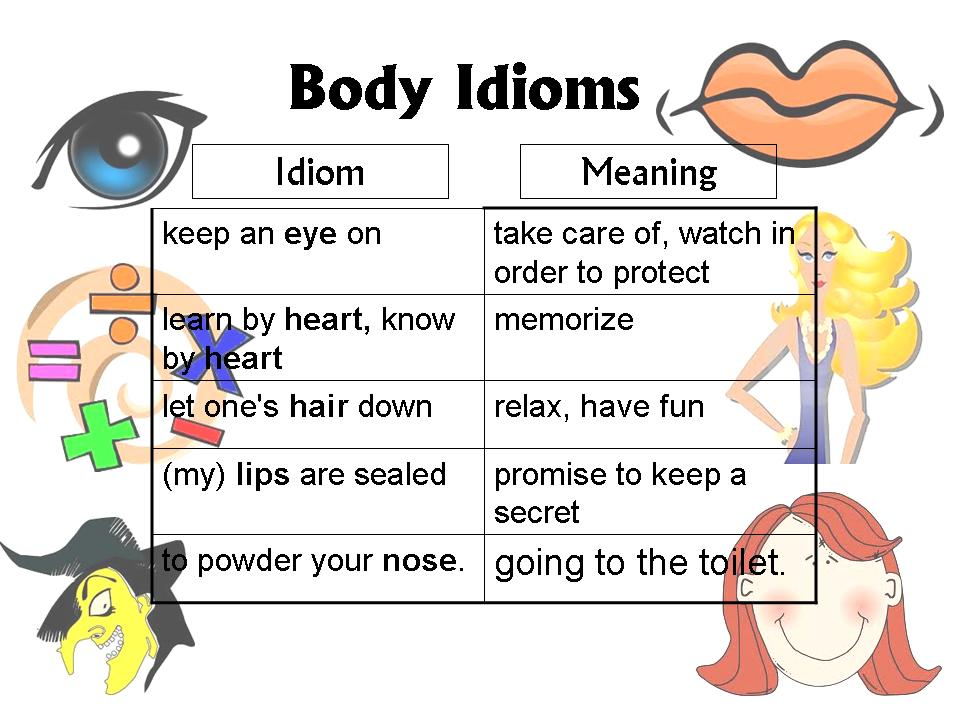 Body Idioms
Idiom
Meaning
keep an eye on
take care of, watch in
order to protect
learn by heart, know
by heart
memorize
let one's hair down
relax, have fun
(my) lips are sealed
promise to keep a
secret
to powder your nose.
going to the toilet.